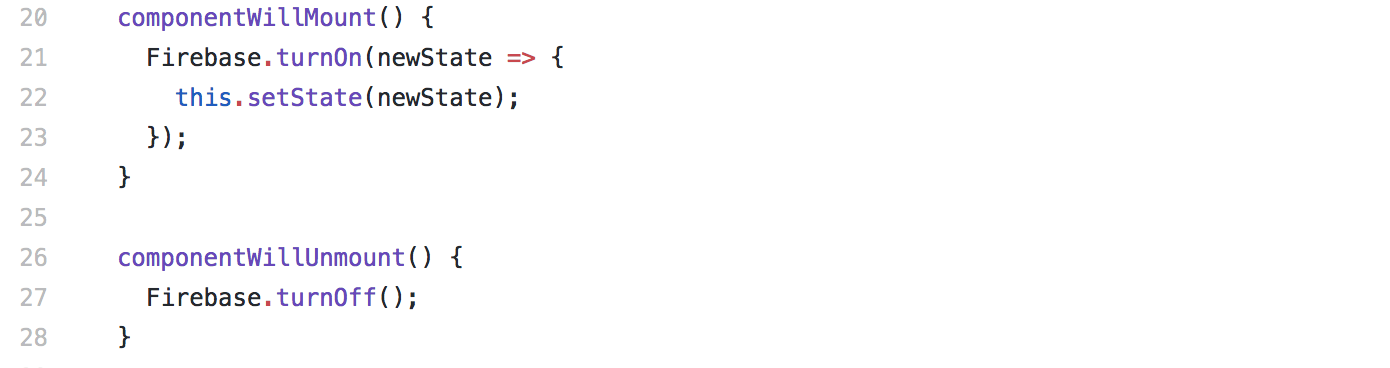 20 componentWillMount() {
21 Firebase.turnOn(newState => {
22 this.setState(newState);
23 });
24 }
25
26 componentWillUnmount() {
27 Firebase.turnOff();
28 }